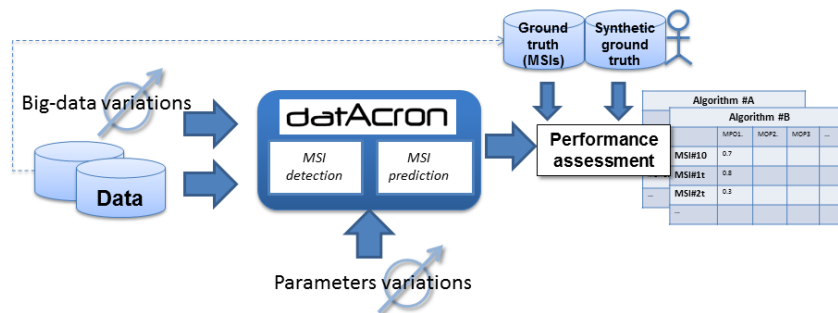 Ground
truth
(MSIs)
Synthetic
ground
truth
Big-data variations
datAcron
MSI
detection
MSI
prediction
Data
Parameters variations
Performance
assessment
Algorithm #A
Algorithm #B
MPO1. MOP2. MOP3 ...
MSI#10 0.7
MSI#1t 0.8
MSI#2t 0.3
...
...